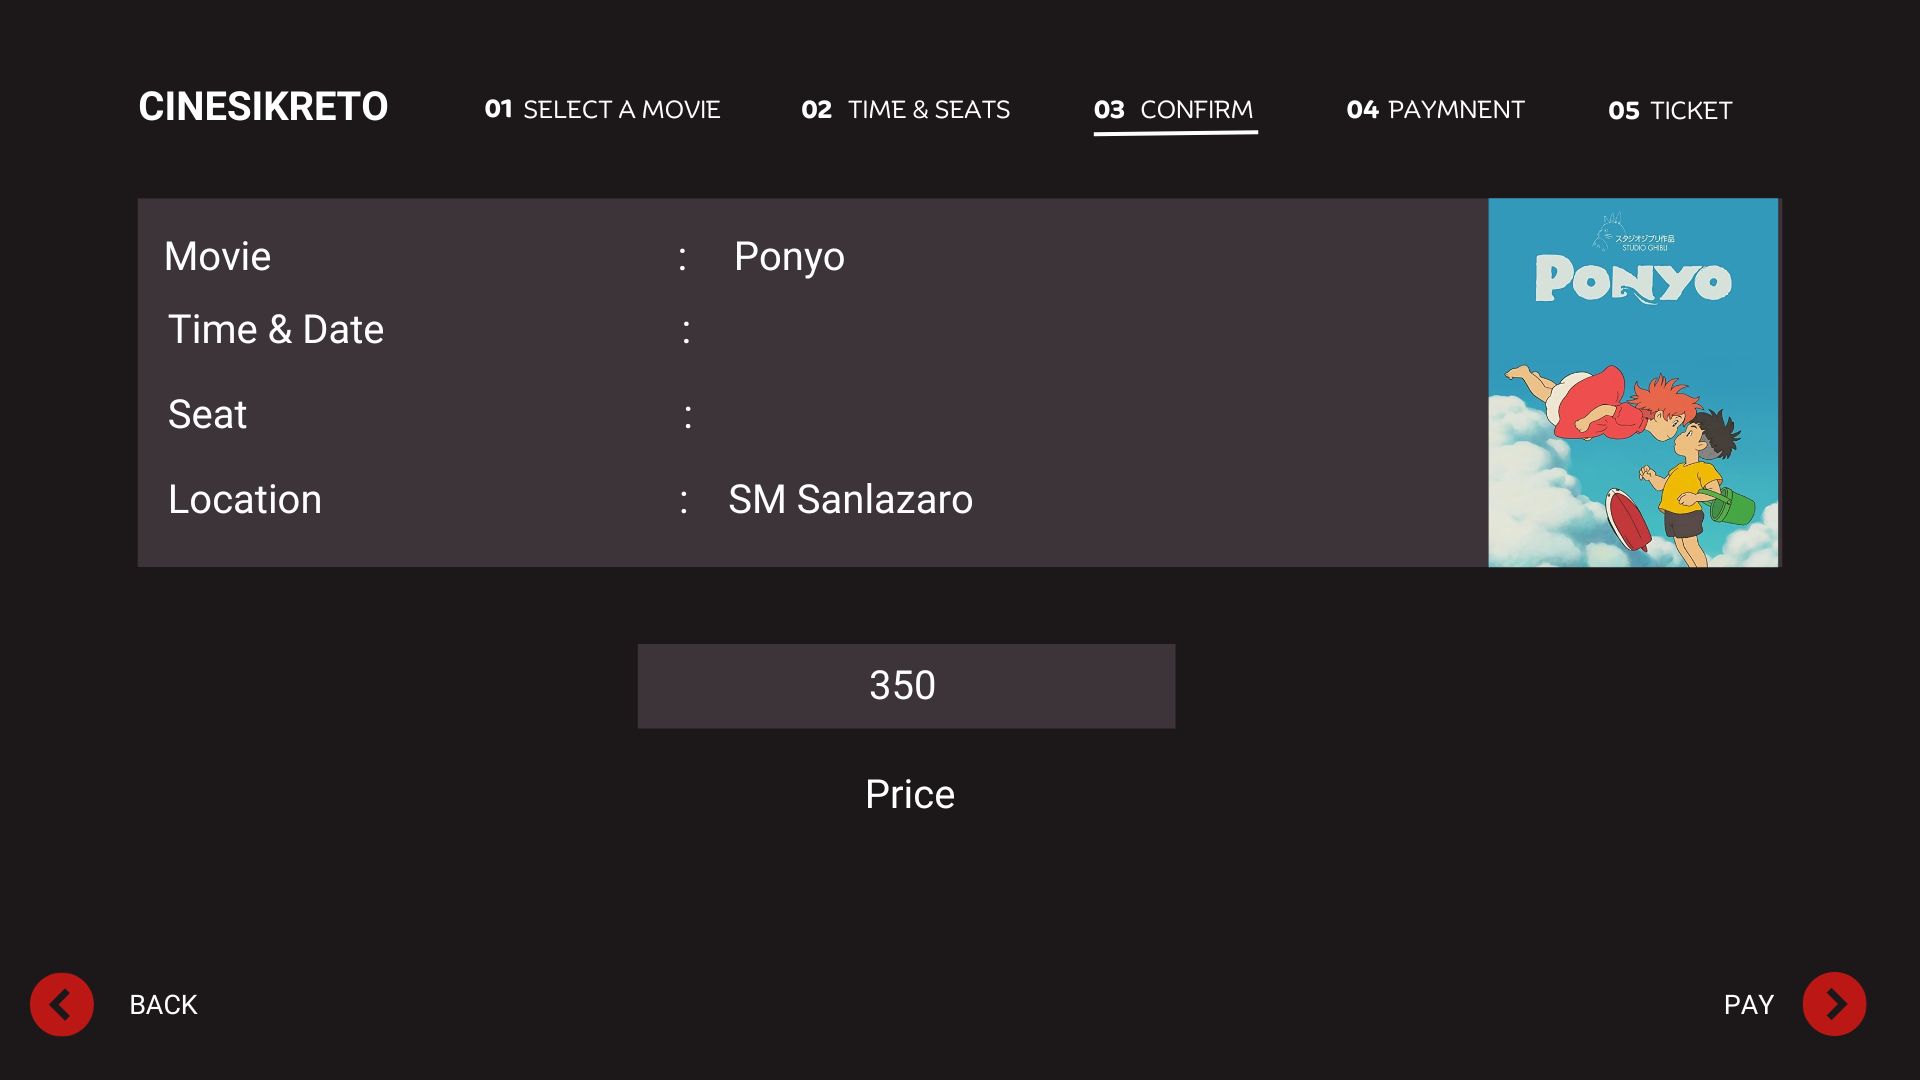 CINESIKRETO
01 SELECT A MOVIE
02 TIME & SEATS
03 CONFIRM
04 PAYMNENT
05 TICKET
Movie : Ponyo
Time & Date :
Seat :
Location : SM Sanlazaro
スタジオジブリ作品
STUDIO GHIBLI
PONYO
350
Price
BACK
PAY